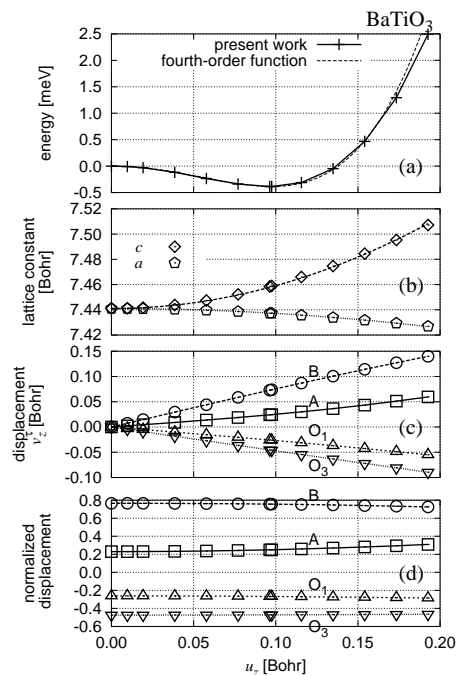 BaTiO3
present work
fourth-order function
energy [meV]
2.5
2.0
1.5
1.0
0.5
0.0
-0.5
(a)
lattice constant
[Bohr]
7.52
7.50
7.48
7.46
7.44
7.42
c
a
(b)
displacement
vτz [Bohr]
0.15
0.10
0.05
0.00
-0.05
-0.10
B
A
O1
O3
(c)
normalized
displacement
0.8
0.6
0.4
0.2
0.0
-0.2
-0.4
-0.6
B
A
O1
O3
(d)
0.00 0.05 0.10 0.15 0.20
uz [Bohr]